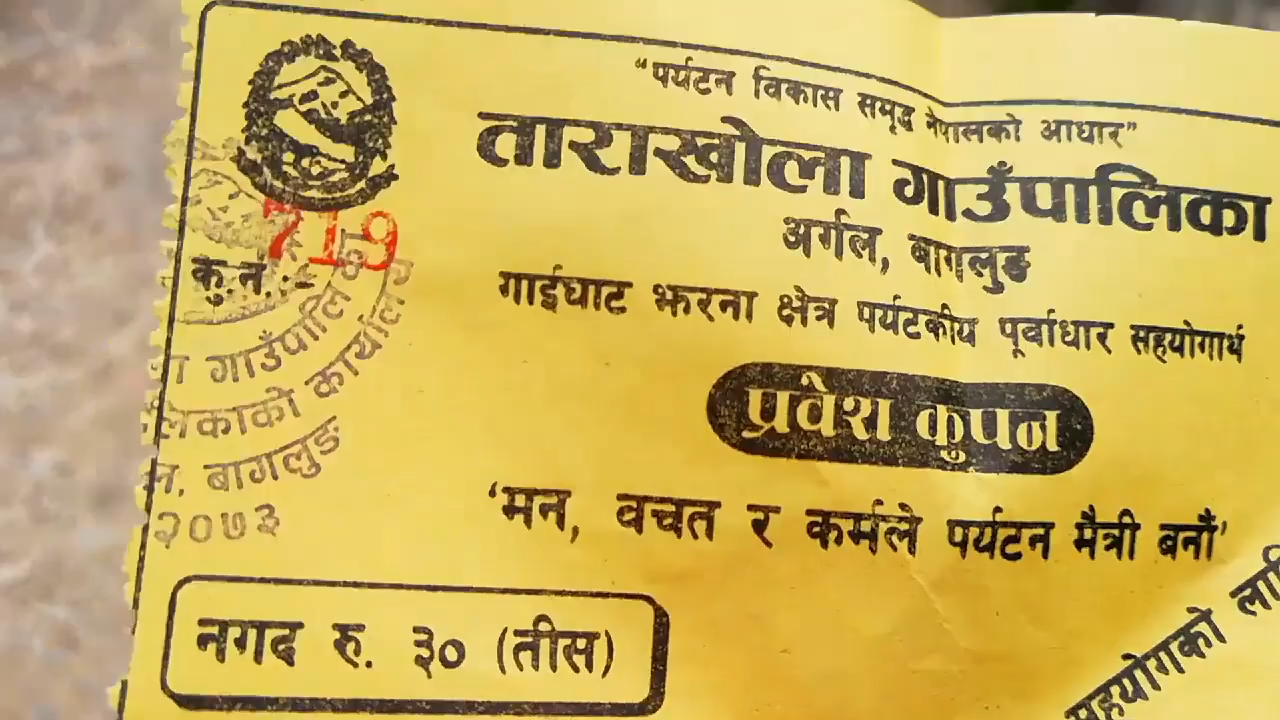 “पर्यटन विकास समृद्ध नेपालको आधार”
ताराखोला गाउँपालिका
अर्गल, बागलुङ
गाईघाट झरना क्षेत्र पर्यटकीय पूर्वाधार सहयोगार्थ
719
कु.न. :-
प्रवेश कुपन
‘मन, वचत र कर्मले पर्यटन मैत्री बनौं’
नगद रु. ३० (तीस)
गाउँपालि
लिकाको कार्यालय
बागलुङ
२०७३
सहयोगको